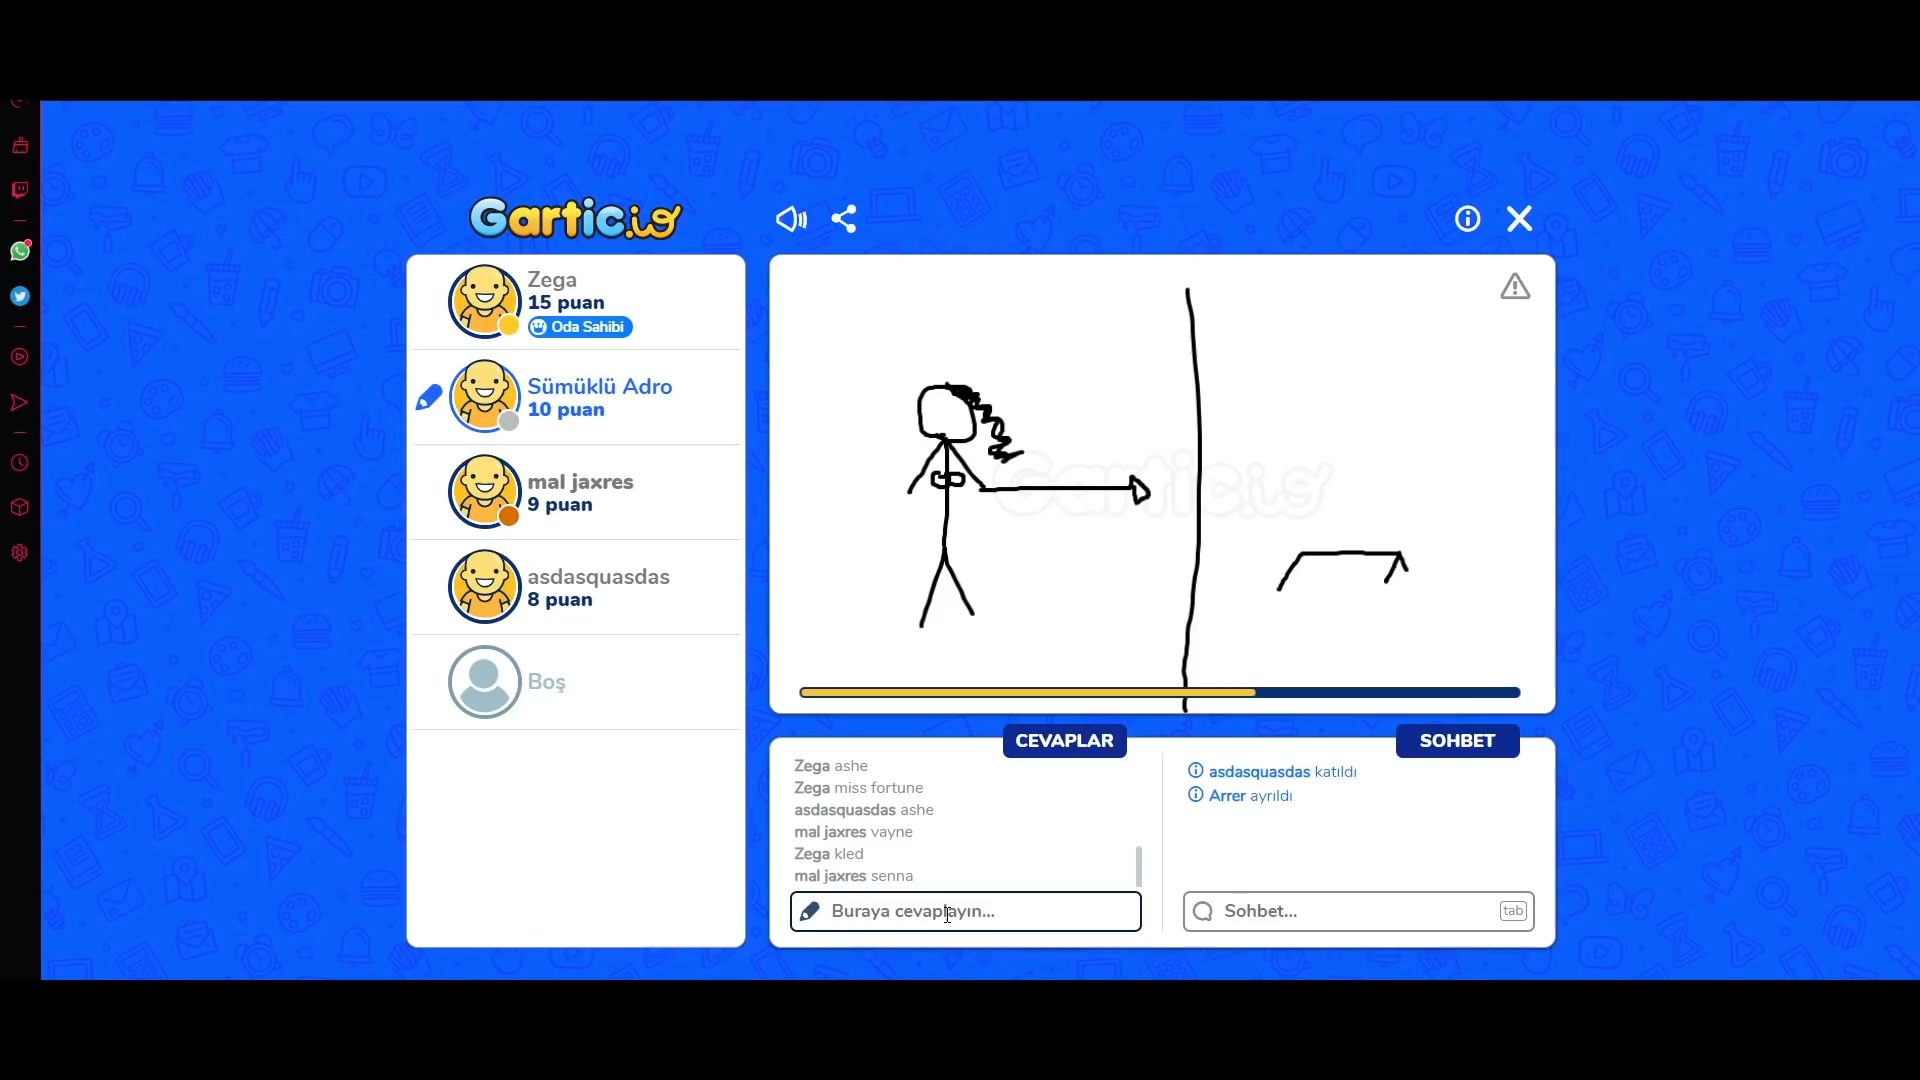 Gartic.io
Zega
15 puan
Oda Sahibi
Sümüklü Adro
10 puan
mal jaxres
9 puan
asdasquasdas
8 puan
Boş
Gartic.io
CEVAPLAR
Zega ashe
Zega miss fortune
asdasquasdas ashe
mal jaxres vayne
Zega kled
mal jaxres senna
Buraya cevaplayın...
SOHBET
asdasquasdas katıldı
Arrer ayrıldı
Sohbet...
tab